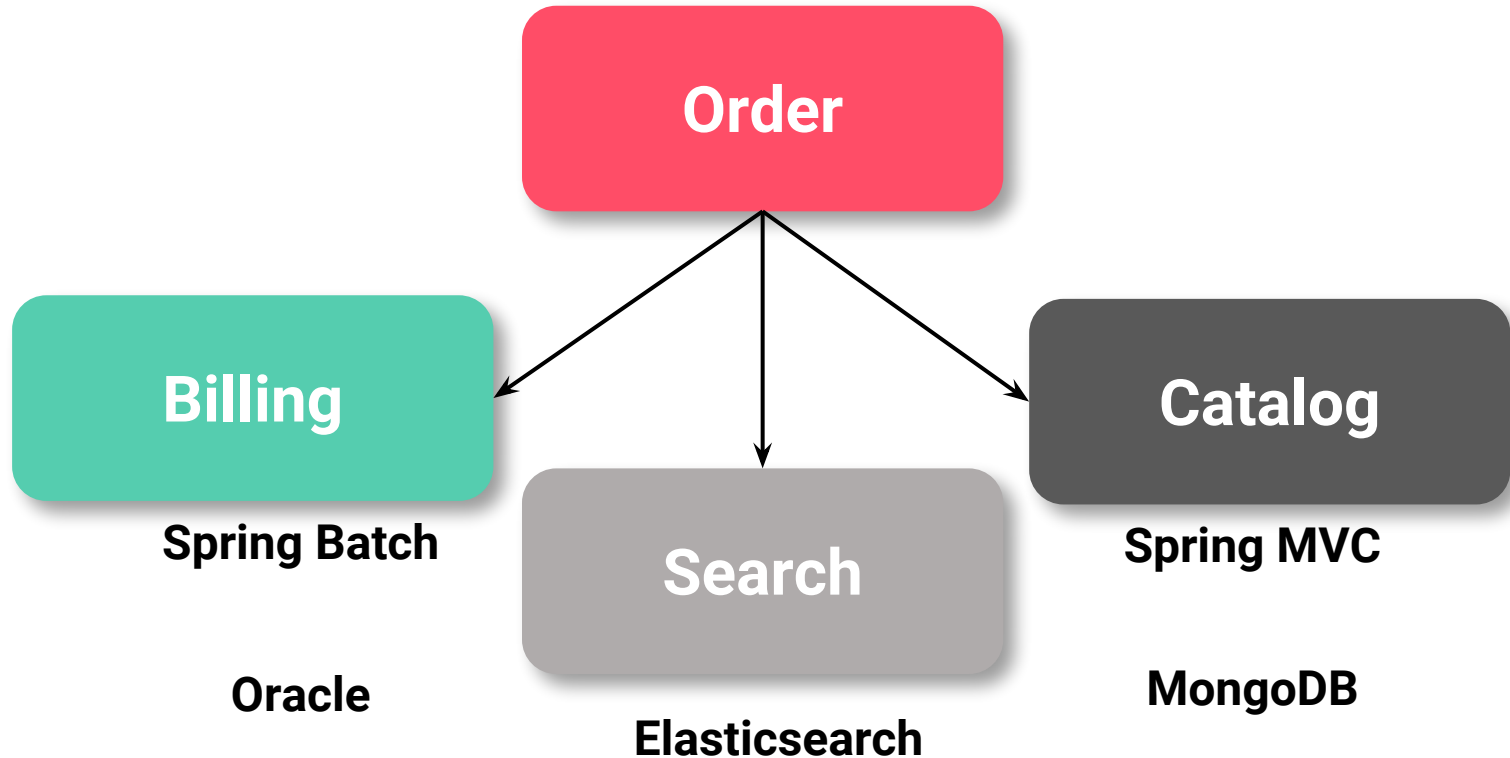 Order
Billing
Catalog
Search
Spring Batch
Spring MVC
Oracle
MongoDB
Elasticsearch